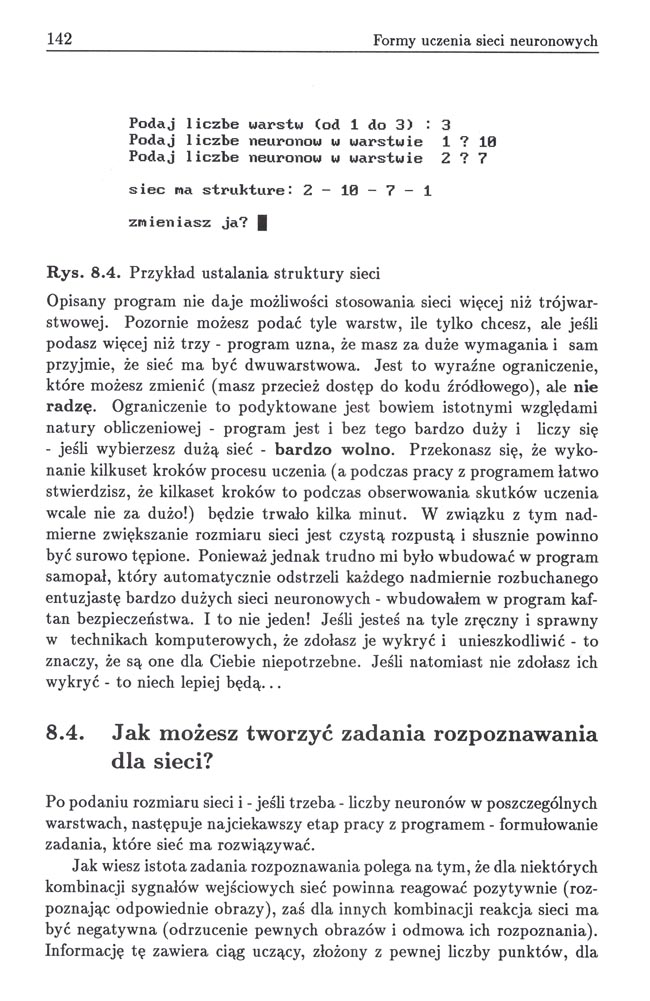 142 Formy uczenia sieci neuronowych
Podaj liczbe warstw (od 1 do 3) : 3
Podaj liczbe neuronow w warstwie 1 ? 10
Podaj liczbe neuronow w warstwie 2 ? 7
siec ma strukture: 2 - 10 - 7 - 1
zmieniasz ja?
Rys. 8.4. Przykład ustalania struktury sieci
Opisany program nie daje możliwości stosowania sieci więcej niż trójwar-
stwowej. Pozornie możesz podać tyle warstw, ile tylko chcesz, ale jeśli
podasz więcej niż trzy - program uzna, że masz za duże wymagania i sam
przyjmie, że sieć ma być dwuwarstwowa. Jest to wyraźne ograniczenie,
które możesz zmienić (masz przecież dostęp do kodu źródłowego), ale nie
radzę. Ograniczenie to podyktowane jest bowiem istotnymi względami
natury obliczeniowej - program jest i bez tego bardzo duży i liczy się
- jeśli wybierzesz dużą sieć - bardzo wolno. Przekonasz się, że wyko-
nanie kilkuset kroków procesu uczenia (a podczas pracy z programem łatwo
stwierdzisz, że kilkaset kroków to podczas obserwowania skutków uczenia
wcale nie za dużo!) będzie trwało kilka minut. W związku z tym nad-
mierne zwiększanie rozmiaru sieci jest czystą rozpustą i słusznie powinno
być surowo tępione. Ponieważ jednak trudno mi było wbudować w program
samopał, który automatycznie odstrzeli każdego nadmiernie rozbuchanego
entuzjastę bardzo dużych sieci neuronowych - wbudowałem w program kaf-
tan bezpieczeństwa. I to nie jeden! Jeśli jesteś na tyle zręczny i sprawny
w technikach komputerowych, że zdołasz je wykryć i unieszkodliwić - to
znaczy, że są one dla Ciebie niepotrzebne. Jeśli natomiast nie zdołasz ich
wykryć - to niech lepiej będą...
8.4. Jak możesz tworzyć zadania rozpoznawania
dla sieci?
Po podaniu rozmiaru sieci i - jeśli trzeba - liczby neuronów w poszczególnych
warstwach, następuje najciekawszy etap pracy z programem - formułowanie
zadania, które sieć ma rozwiązywać.
Jak wiesz istota zadania rozpoznawania polega na tym, że dla niektórych
kombinacji sygnałów wejściowych sieć powinna reagować pozytywnie (roz-
poznając odpowiednie obrazy), zaś dla innych kombinacji reakcja sieci ma
być negatywna (odrzucenie pewnych obrazów i odmowa ich rozpoznania).
Informację tę zawiera ciąg uczący, złożony z pewnej liczby punktów, dla